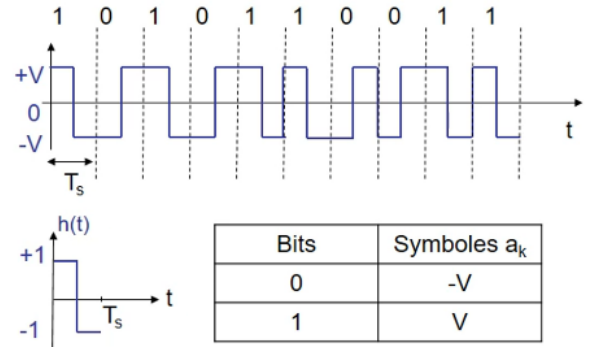 1 0 1 0 1 1 0 0 1 1
+V
0
-V
t
Ts
h(t)
+1
Ts
t
-1
Bits Symboles ak
0 -V
1 V